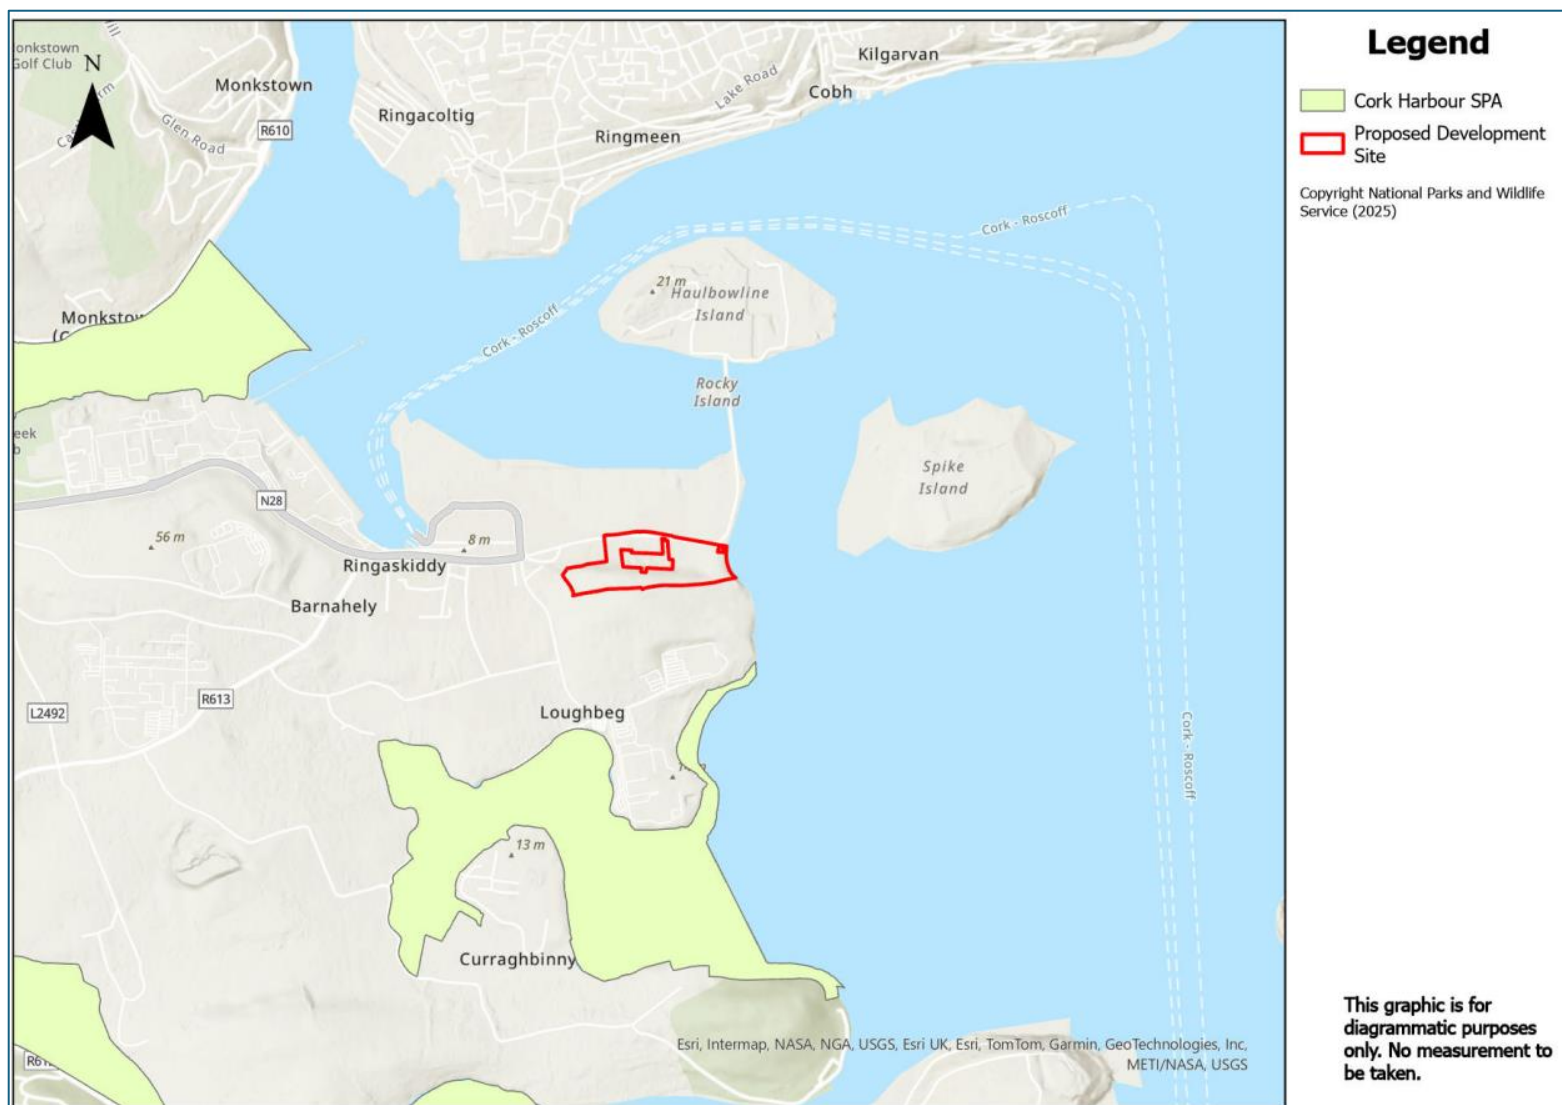 onkstown
Golf Club
N
Monkstown
Glen Road
R610
Ringacoltig
Ringmeen
Lake Road
Cobh
Kilgarvan
Cork - Roscoff
21 m
Haulbowline
Island
Cork - Roscoff
Monkstow
(C
Rocky
Island
eek
b
Spike
Island
N28
56 m
8 m
Ringaskiddy
Barnahely
R613
L2492
Loughbeg
Cork - Roscoff
13 m
Curraghbinny
R61
Esri, Intermap, NASA, NGA, USGS, Esri UK, Esri, TomTom, Garmin, GeoTechnologies, Inc,
METI/NASA, USGS
Legend
Cork Harbour SPA
Proposed Development
Site
Copyright National Parks and Wildlife
Service (2025)
This graphic is for
diagrammatic purposes
only. No measurement to
be taken.